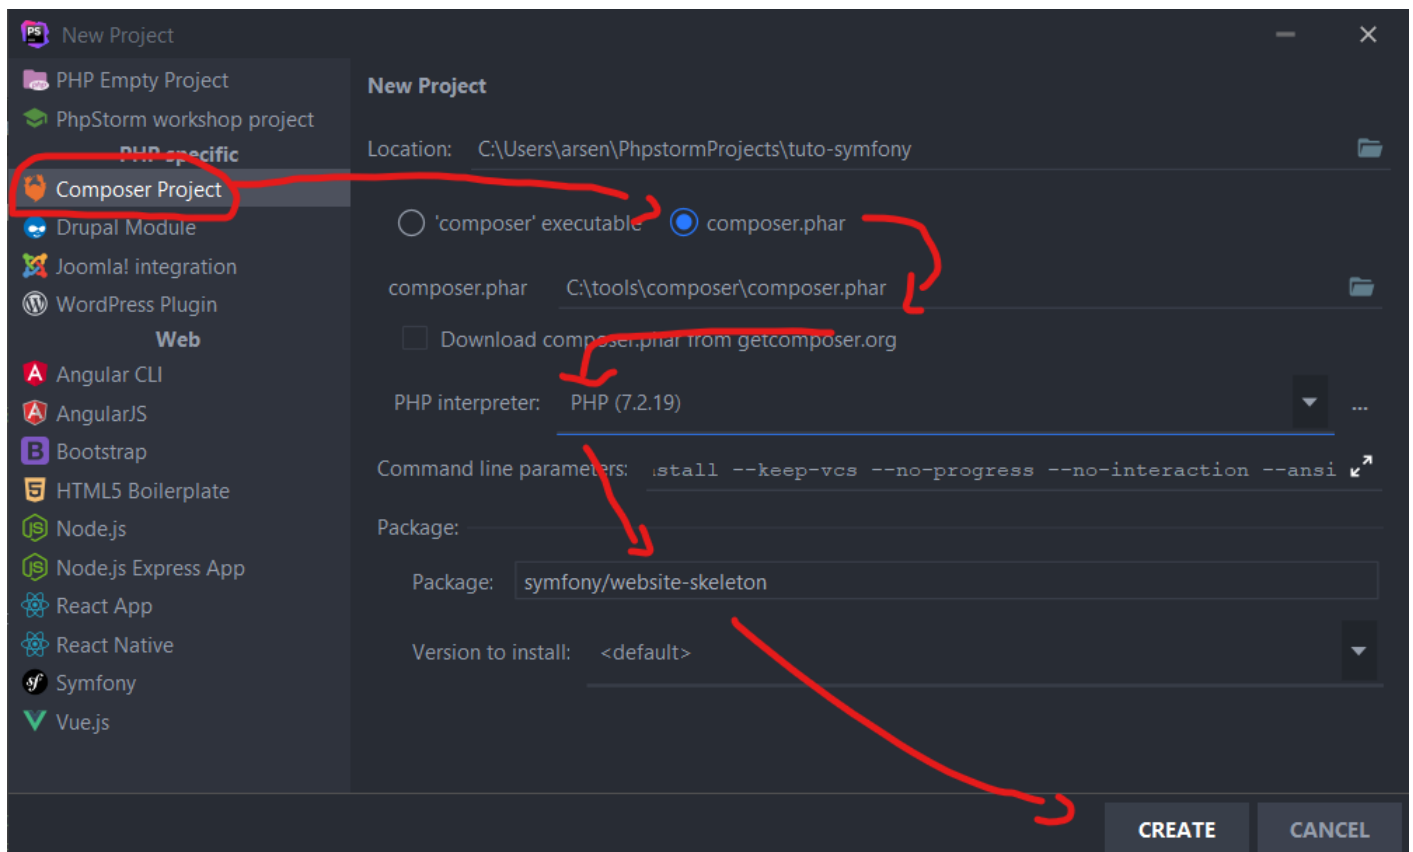 New Project
PHP Empty Project
PhpStorm workshop project
PHP specific
Composer Project
Drupal Module
Joomla! integration
WordPress Plugin
Web
Angular CLI
AngularJS
Bootstrap
HTML5 Boilerplate
Node.js
Node.js Express App
React App
React Native
Symfony
Vue.js
New Project
Location: C:\Users\arsen\PhpstormProjects\tuto-symfony
'composer' executable composer.phar
composer.phar C:\tools\composer\composer.phar
Download composer.phar from getcomposer.org
PHP interpreter: PHP (7.2.19) ...
Command line parameters: stall --keep-vcs --no-progress --no-interaction --ansi
Package:
Package: symfony/website-skeleton
Version to install: <default>
CREATE CANCEL